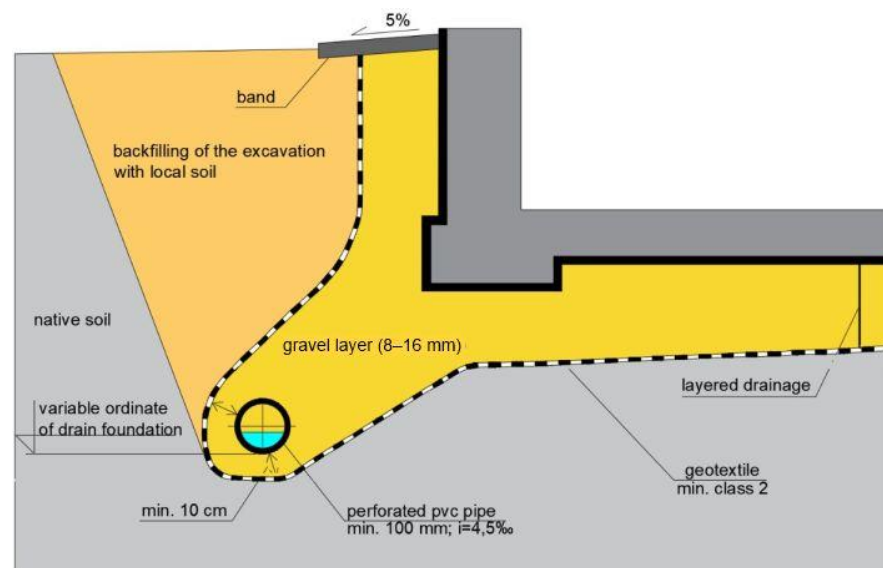 5%
band
backfilling of the excavation
with local soil
native soil
gravel layer (8–16 mm)
layered drainage
variable ordinate
of drain foundation
geotextile
min. class 2
min. 10 cm
perforated pvc pipe
min. 100 mm; i=4,5‰